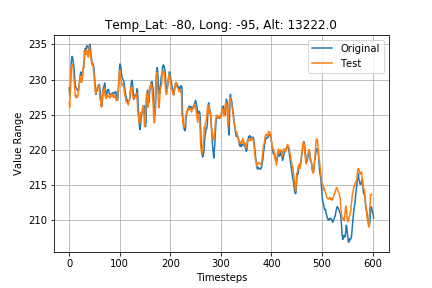 Temp_Lat: -80, Long: -95, Alt: 13222.0
Original
Test
235
230
225
220
215
210
Value Range
0 100 200 300 400 500 600
Timesteps